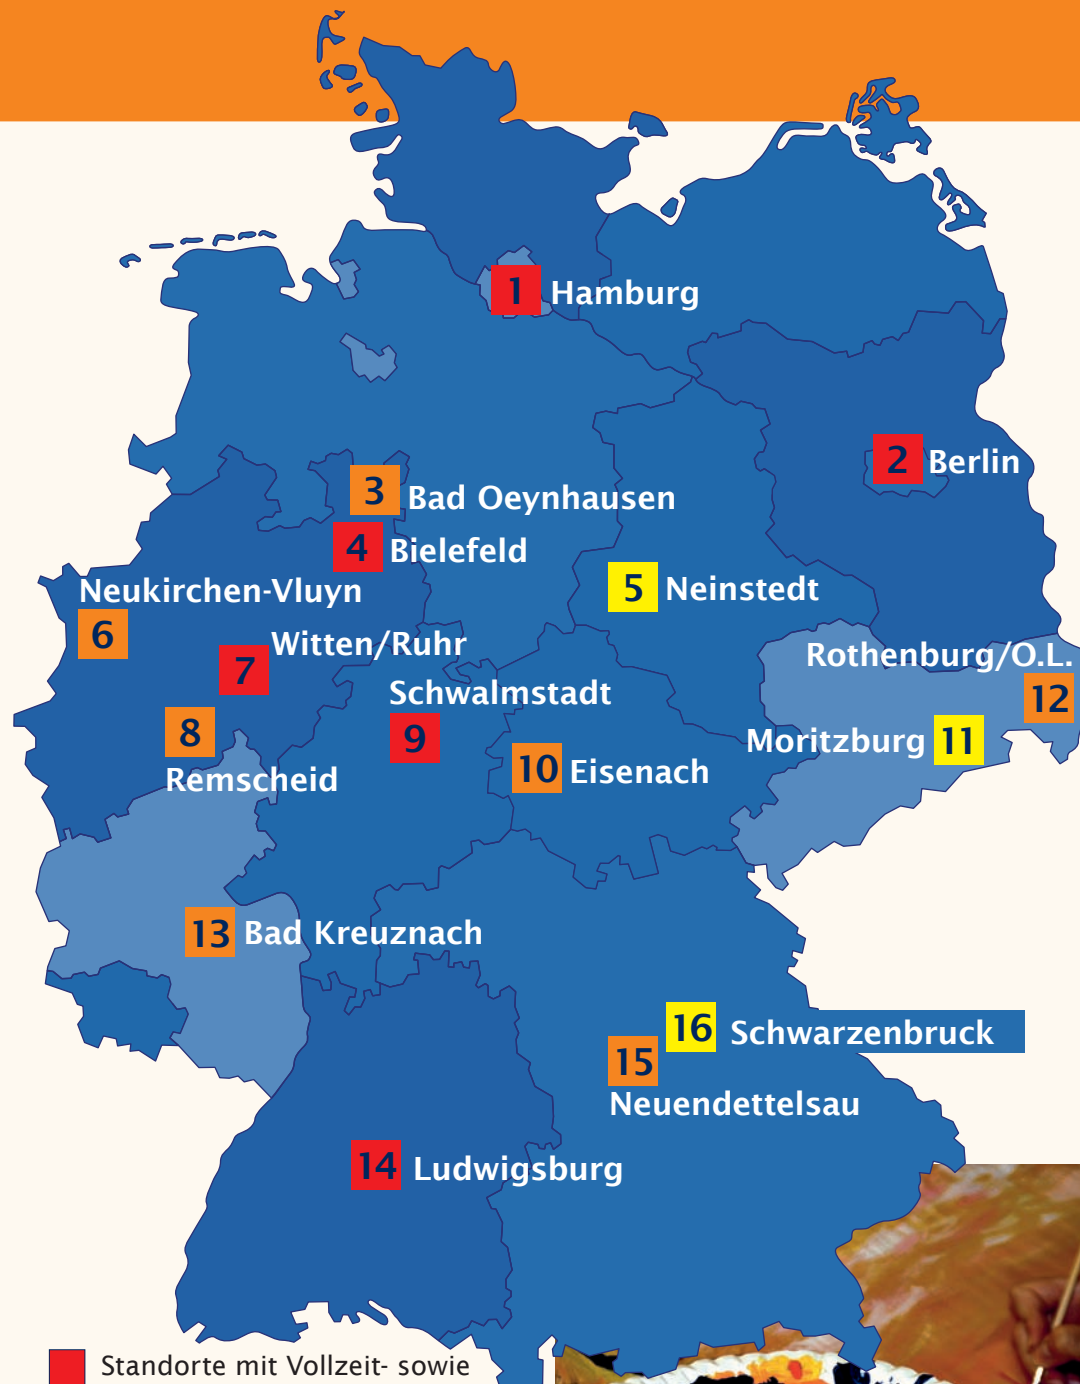 1 Hamburg
2 Berlin
3 Bad Oeynhausen
4 Bielefeld
5 Neinstedt
Neukirchen-Vluyn
6
Witten/Ruhr
7
Rothenburg/O.L.
12
Schwalmstadt
9
8
Remscheid
Moritzburg 11
10 Eisenach
13 Bad Kreuznach
16 Schwarzenbruck
15
Neuendettelsau
14 Ludwigsburg
Standorte mit Vollzeit- sowie